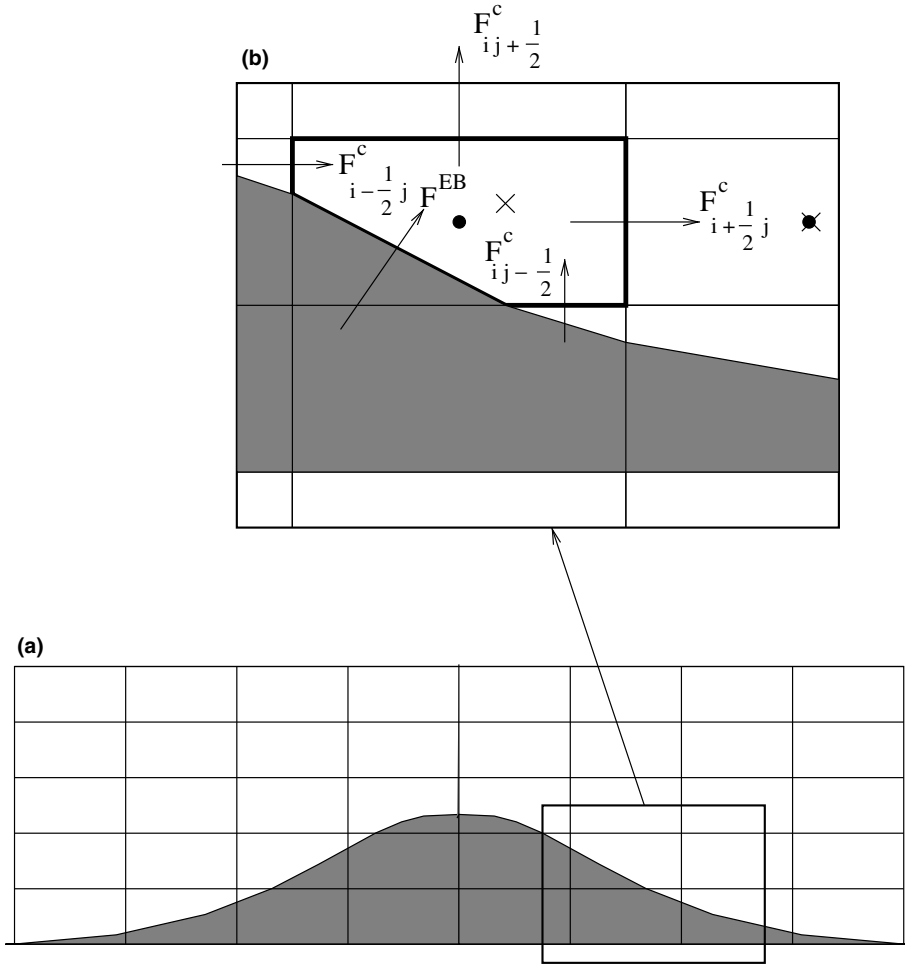 F^c_{i j + 1/2}
(b)
F^c_{i - 1/2 j}
F^EB
F^c_{i + 1/2 j}
F^c_{i j - 1/2}
(a)